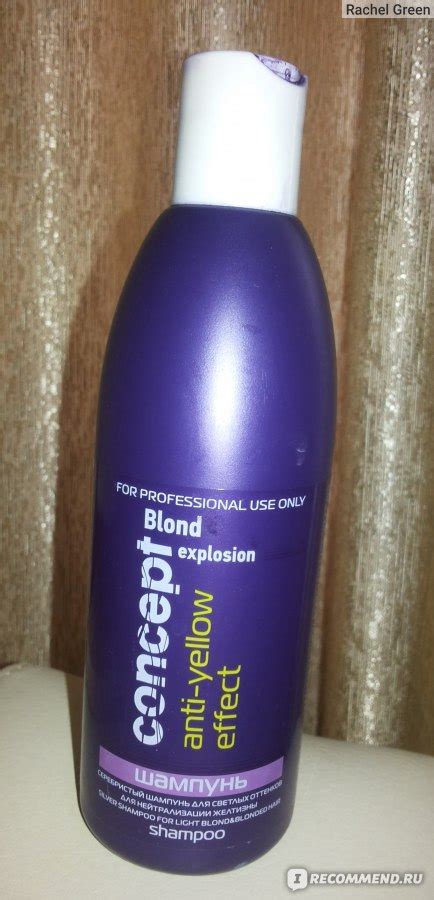 Rachel Green
FOR PROFESSIONAL USE ONLY
Blond
explosion
concept
anti-yellow
effect
шампунь
СЕРЕБРИСТЫЙ ШАМПУНЬ ДЛЯ СВЕТЛЫХ ОТТЕНКОВ
ДЛЯ НЕЙТРАЛИЗАЦИИ ЖЕЛТИЗНЫ
SILVER SHAMPOO FOR LIGHT BLOND&BLONDED HAIR
shampoo
I RECOMMEND.RU